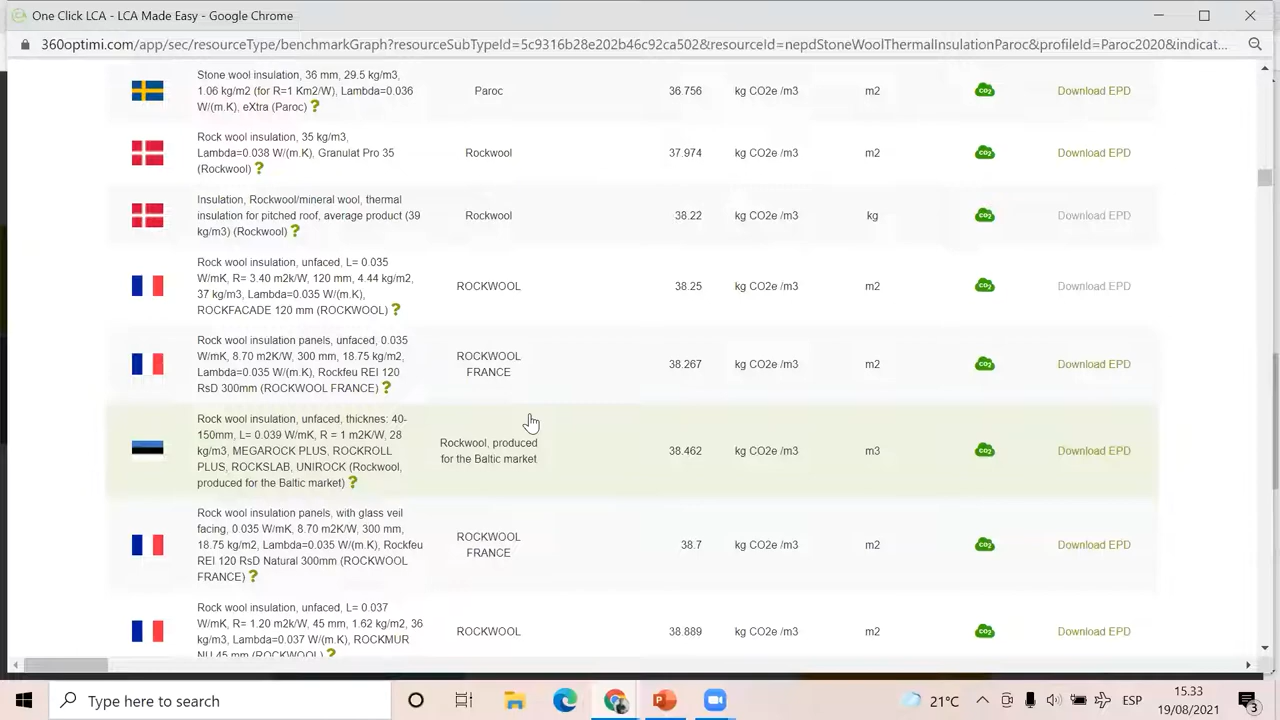 One Click LCA - LCA Made Easy - Google Chrome
360optimi.com/app/sec/resourceType/benchmarkGraph?resourceSubTypeId=5c9316b28e202b46c92ca502&resourceId=nepdStoneWoolThermalInsulationParoc&profileId=Paroc2020&indicat...
Stone wool insulation, 36 mm, 29.5 kg/m3,
1.06 kg/m2 (for R=1 Km2/W), Lambda=0.036
W/(m.K), eXtra (Paroc) ?
Paroc
36.756
kg CO2e /m3
m2
CO2
Download EPD
Rock wool insulation, 35 kg/m3,
Lambda=0.038 W/(m.K), Granulat Pro 35
(Rockwool) ?
Rockwool
37.974
kg CO2e /m3
m2
CO2
Download EPD
Insulation, Rockwool/mineral wool, thermal
insulation for pitched roof, average product (39
kg/m3) (Rockwool) ?
Rockwool
38.22
kg CO2e /m3
kg
CO2
Download EPD
Rock wool insulation, unfaced, L= 0.035
W/mK, R= 3.40 m2k/W, 120 mm, 4.44 kg/m2,
37 kg/m3, Lambda=0.035 W/(m.K),
ROCKFACADE 120 mm (ROCKWOOL) ?
ROCKWOOL
38.25
kg CO2e /m3
m2
CO2
Download EPD
Rock wool insulation panels, unfaced, 0.035
W/mK, 8.70 m2K/W, 300 mm, 18.75 kg/m2,
Lambda=0.035 W/(m.K), Rockfeu REI 120
RsD 300mm (ROCKWOOL FRANCE) ?
ROCKWOOL
FRANCE
38.267
kg CO2e /m3
m2
CO2
Download EPD
Rock wool insulation, unfaced, thicknes: 40-
150mm, L= 0.039 W/mK, R = 1 m2K/W, 28
kg/m3, MEGAROCK PLUS, ROCKROLL
PLUS, ROCKSLAB, UNIROCK (Rockwool,
produced for the Baltic market) ?
Rockwool, produced
for the Baltic market
38.462
kg CO2e /m3
m3
CO2
Download EPD
Rock wool insulation panels, with glass veil
facing, 0.035 W/mK, 8.70 m2K/W, 300 mm,
18.75 kg/m2, Lambda=0.035 W/(m.K), Rockfeu
REI 120 RsD Natural 300mm (ROCKWOOL
FRANCE) ?
ROCKWOOL
FRANCE
38.7
kg CO2e /m3
m2
CO2
Download EPD
Rock wool insulation, unfaced, L= 0.037
W/mK, R= 1.20 m2k/W, 45 mm, 1.62 kg/m2, 36
kg/m3, Lambda=0.037 W/(m.K), ROCKMUR
NU 45 mm (ROCKWOOL) ?
ROCKWOOL
38.889
kg CO2e /m3
m2
CO2
Download EPD
Type here to search
21°C
ESP
15.33
19/08/2021
3